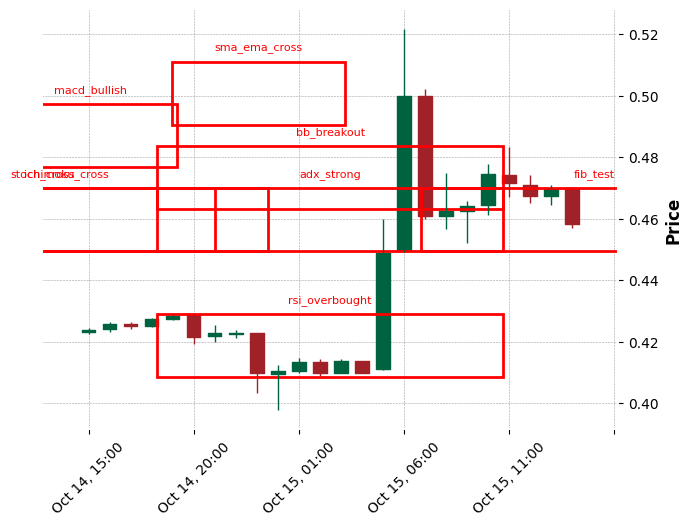 sma_ema_cross
macd_bullish
bb_breakout
stoch_cross
ichimoku_cross
adx_strong
fib_test
rsi_overbought
0.52
0.50
0.48
0.46
0.44
0.42
0.40
Price
Oct 14, 15:00
Oct 14, 20:00
Oct 15, 01:00
Oct 15, 06:00
Oct 15, 11:00